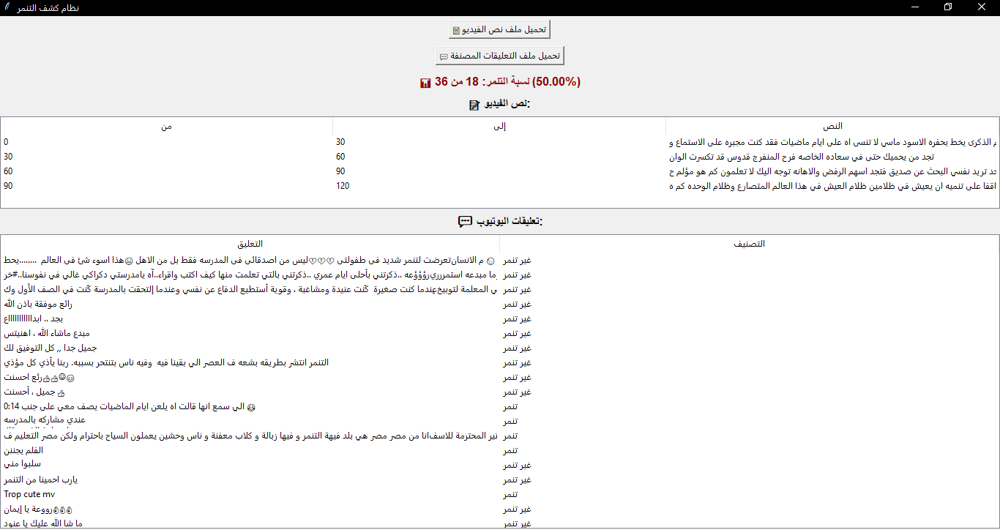 نظام كشف التنمر
تحميل ملف نص الفيديو
تحميل ملف التعليقات المصنفة
نسبة التنمر: 18 من 36 (50.00%)
نص الفيديو:
من إلى النص
0 30 م الذكرى يخط بحفره الاسود ماسي لا تنسى اه على ايام ماضيات فقد كنت مجبره على الاستماع و
30 60 تجد من يحميك حتى في سعاده الخاصه فرح المنفرج قدوس قد تكسرت الوان
60 90 حد تريد نفسي البحث عن صديق فتجد اسهم الرفض والاهانه توجه اليك لا تعلمون كم هو مؤلم ح
90 120 اقفا على تنميه ان يعيش في ظلامين ظلام العيش في هذا العالم المتصارع وظلام الوحده كم ه
تعليقات اليوتيوب:
التعليق التصنيف
م الانسان تعرضت لتنمر شديد فى طفولتى 💔💔💔ليس من اصدقائى فى المدرسه فقط بل من الاهل هذا اسوء شئ فى العالم ........يحط غير تنمر
وما مبدعه استمررريرؤؤؤعه ..ذكرتني بأحلى ايام عمري ..ذكرتني بالتي تعلمت منها كيف اكتب واقراء..آه يامدرستي دكراكي غالي في نفوسنا..#خر غير تنمر
ي المعلمة لتوبيخ عندما كنت صغيرة كنت عنيدة ومشاغبة ، وقوية أستطيع الدفاع عن نفسي وعندما إلتحقت بالمدرسة كنت في الصف الأول وك غير تنمر
رائع موفقة باذن الله غير تنمر
بجد .. ابدااااااااااااع غير تنمر
مبدع ماشاء الله ، اهنيتس غير تنمر
جميل جدا ,, كل التوفيق لك غير تنمر
التنمر انتشر بطريقه بشعه ف العصر الي بقينا فيه وفيه ناس بتنتحر بسببه. ربنا يأذي كل مؤذي غير تنمر
رئع احسنت👍👍😊☺ غير تنمر
جميل ، أحسنت 👍 غير تنمر
0:14 الي سمع انها قالت اه يلعن ايام الماضيات يصف معي على جنب 😂 تنمر
عندي مشاركه بالمدرسه تنمر
تير المحترمة للاسف انا من مصر مصر هي بلد فيهة التنمر و فيها زبالة و كلاب معفنة و ناس وحشين يعملون السياح باحترام ولكن مصر التعليم ف تنمر
الفلم يجننن تنمر
سلبوا مني غير تنمر
يارب احمينا من التنمر غير تنمر
Trop cute mv تنمر
رووعة يا إيمان👌👌👌 غير تنمر
ما شا الله عليك يا عنود غير تنمر